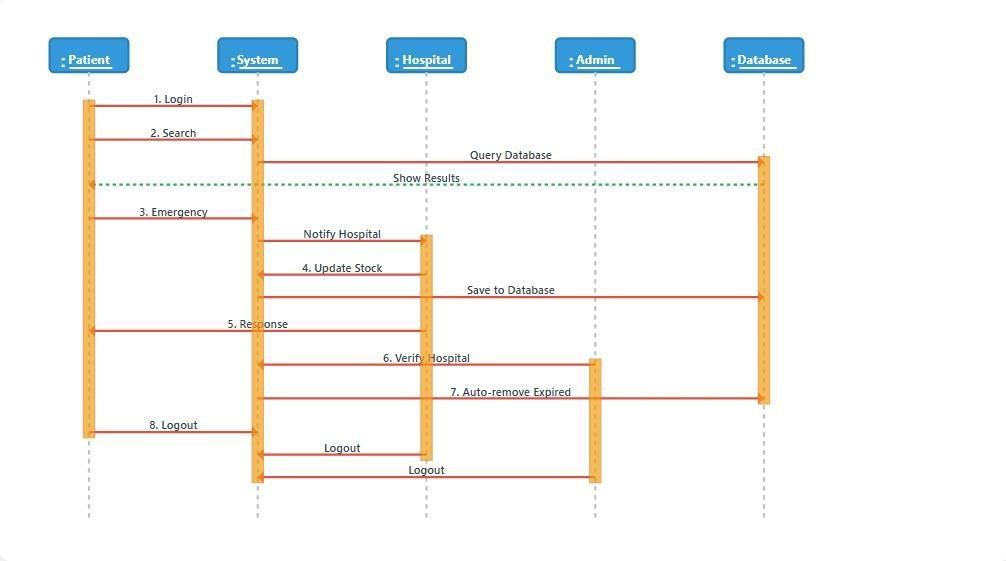 : Patient
: System
: Hospital
: Admin
: Database
1. Login
2. Search
Query Database
Show Results
3. Emergency
Notify Hospital
4. Update Stock
Save to Database
5. Response
6. Verify Hospital
7. Auto-remove Expired
8. Logout
Logout
Logout